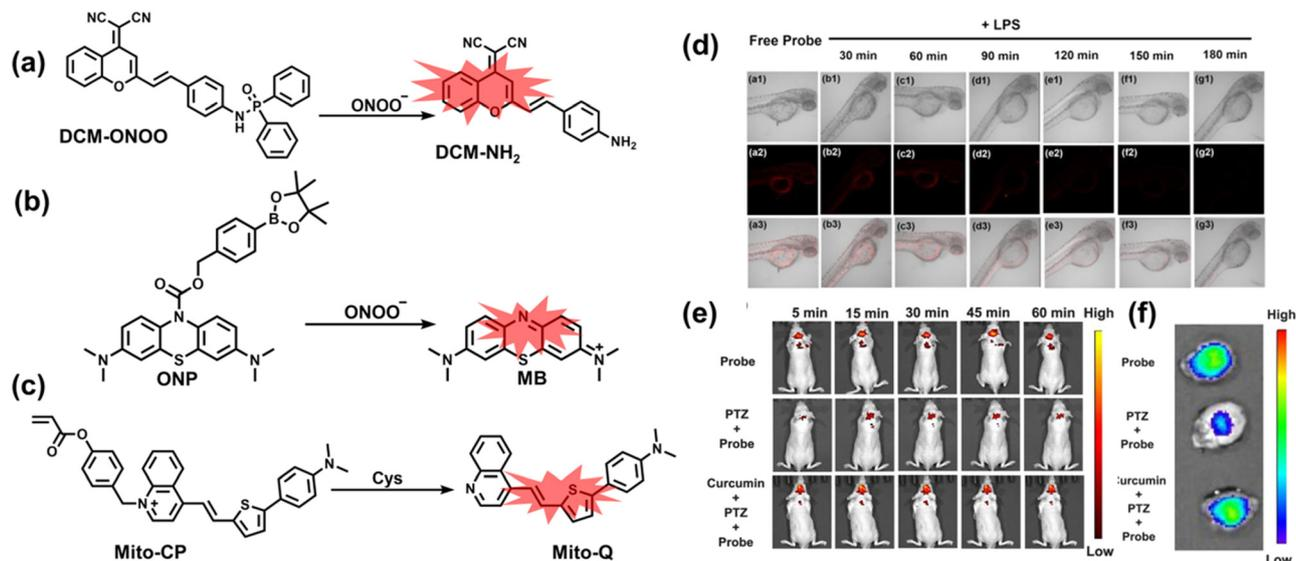 (a)
NC CN
O
O
P
N
H
DCM-ONOO
ONOO⁻
NC CN
O
NH₂
DCM-NH₂
(b)
O
B
O
O
O
N
N
S
N
ONP
ONOO⁻
N
N
S
N⁺
MB
(c)
O
O
N⁺
S
N
Mito-CP
Cys
N
S
N
Mito-Q
(d)
+ LPS
Free Probe 30 min 60 min 90 min 120 min 150 min 180 min
(a1) (b1) (c1) (d1) (e1) (f1) (g1)
(a2) (b2) (c2) (d2) (e2) (f2) (g2)
(a3) (b3) (c3) (d3) (e3) (f3) (g3)
(e)
5 min 15 min 30 min 45 min 60 min
High
Probe
PTZ
+
Probe
Curcumin
+
PTZ
+
Probe
Low
(f)
High
Probe
PTZ
+
Probe
urcumin
+
PTZ
+
Probe
Low